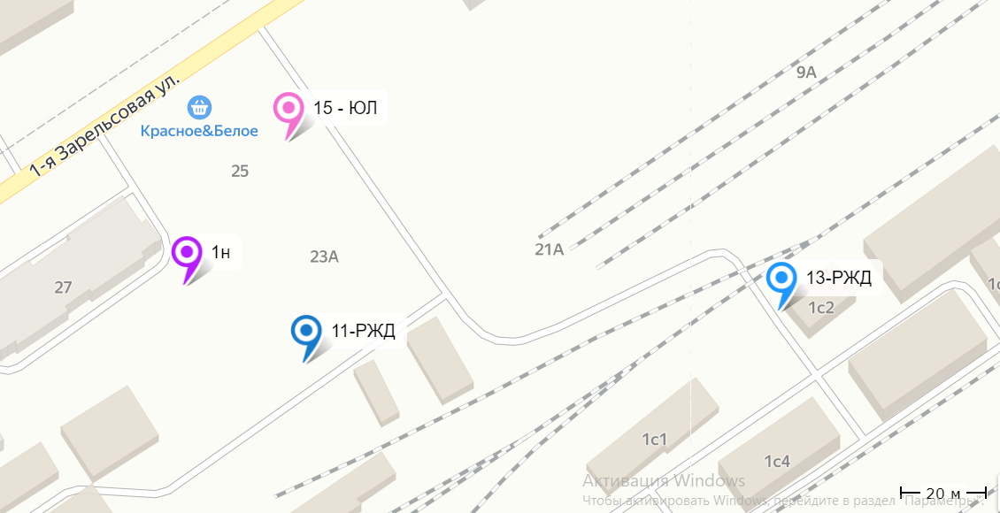 9А
1-я Зарельсовая ул.
15 - ЮЛ
Красное&Белое
25
21А
1н
23А
13-РЖД
27
1с2
11-РЖД
1с1
1с4
Активация Windows
Чтобы активировать Windows, перейдите в раздел "Параметры".
20 м